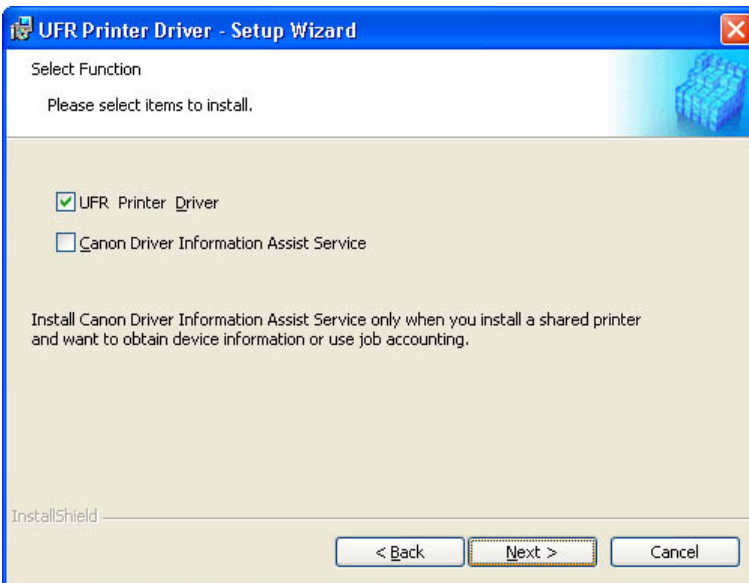 UFR Printer Driver - Setup Wizard
Select Function
Please select items to install.
UFR Printer Driver
Canon Driver Information Assist Service
Install Canon Driver Information Assist Service only when you install a shared printer
and want to obtain device information or use job accounting.
InstallShield
< Back
Next >
Cancel